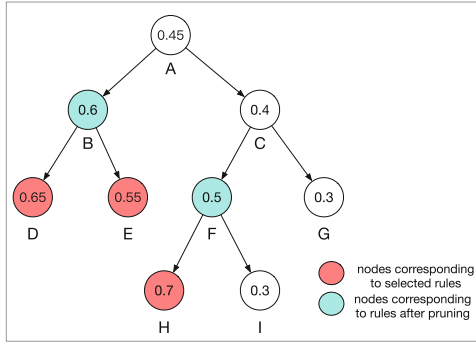 0.45
A
0.6
0.4
B
C
0.65
0.55
0.5
0.3
D
E
F
G
0.7
0.3
H
I
nodes corresponding
to selected rules
nodes corresponding
to rules after pruning